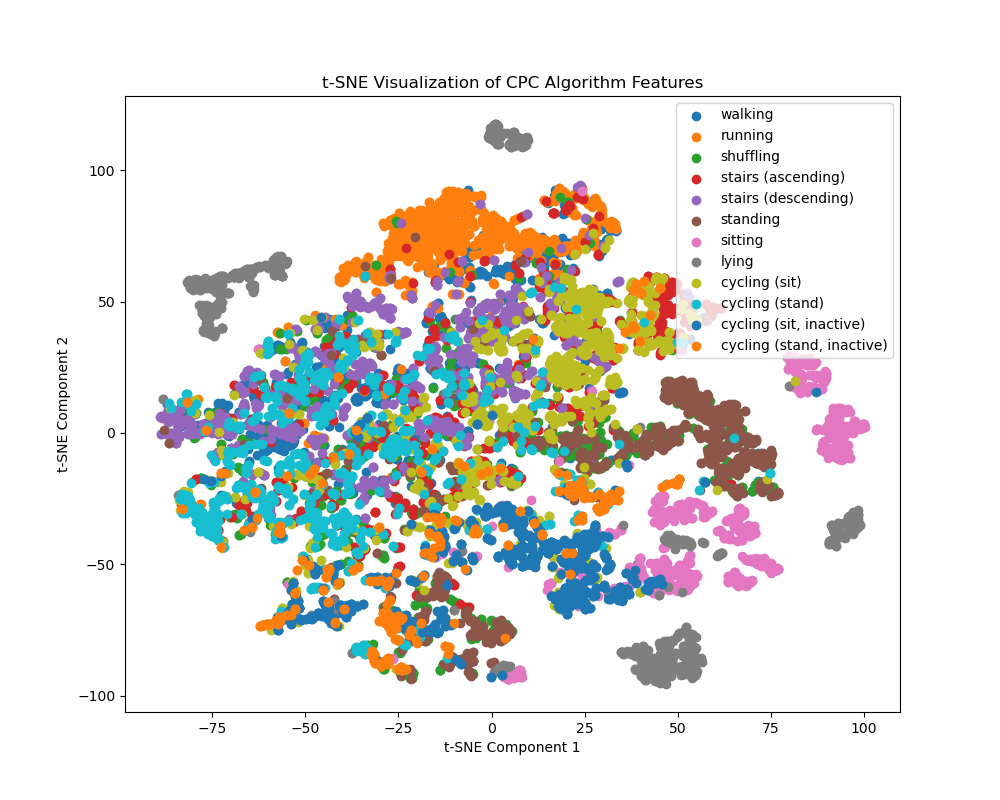 t-SNE Visualization of CPC Algorithm Features
walking
running
shuffling
stairs (ascending)
stairs (descending)
standing
sitting
lying
cycling (sit)
cycling (stand)
cycling (sit, inactive)
cycling (stand, inactive)
100
50
0
−50
−100
t-SNE Component 2
−75
−50
−25
0
25
50
75
100
t-SNE Component 1